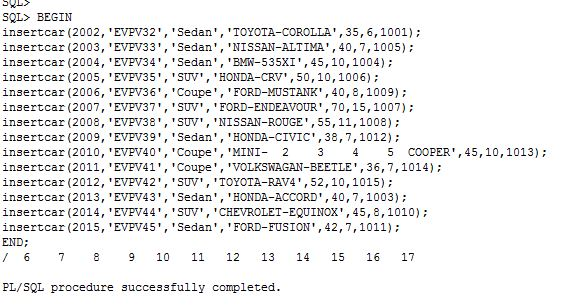 SQL>
SQL> BEGIN
insertcar(2002,'EVPV32','Sedan','TOYOTA-COROLLA',35,6,1001);
insertcar(2003,'EVPV33','Sedan','NISSAN-ALTIMA',40,7,1005);
insertcar(2004,'EVPV34','Sedan','BMW-535XI',45,10,1004);
insertcar(2005,'EVPV35','SUV','HONDA-CRV',50,10,1006);
insertcar(2006,'EVPV36','Coupe','FORD-MUSTANK',40,8,1009);
insertcar(2007,'EVPV37','SUV','FORD-ENDEAVOUR',70,15,1007);
insertcar(2008,'EVPV38','SUV','NISSAN-ROUGE',55,11,1008);
insertcar(2009,'EVPV39','Sedan','HONDA-CIVIC',38,7,1012);
insertcar(2010,'EVPV40','Coupe','MINI-  2    3    4    5  COOPER',45,10,1013);
insertcar(2011,'EVPV41','Coupe','VOLKSWAGAN-BEETLE',36,7,1014);
insertcar(2012,'EVPV42','SUV','TOYOTA-RAV4',52,10,1015);
insertcar(2013,'EVPV43','Sedan','HONDA-ACCORD',40,7,1003);
insertcar(2014,'EVPV44','SUV','CHEVROLET-EQUINOX',45,8,1010);
insertcar(2015,'EVPV45','Sedan','FORD-FUSION',42,7,1011);
END;
/  6    7    8    9   10   11   12   13   14   15   16   17
PL/SQL procedure successfully completed.